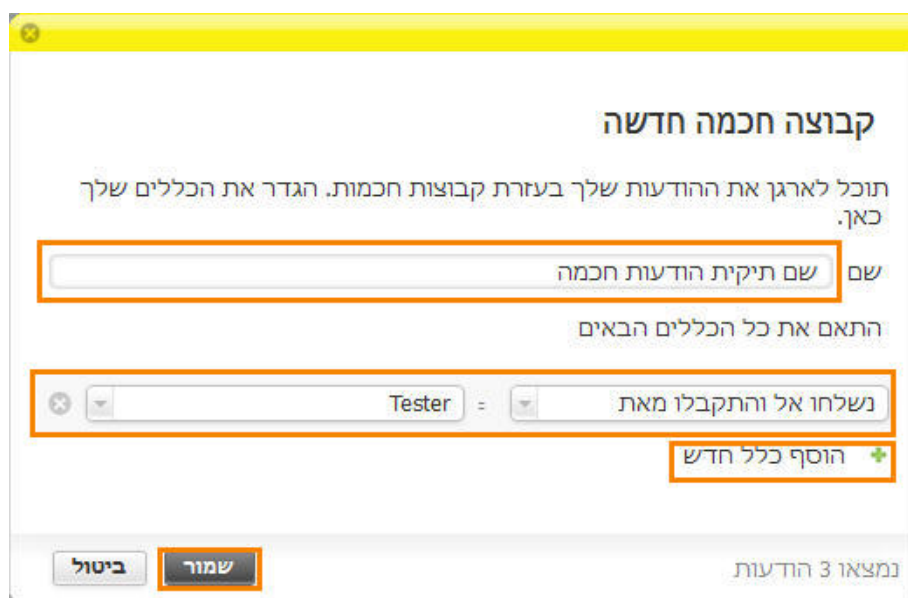 קבוצה חכמה חדשה
תוכל לארגן את ההודעות שלך בעזרת קבוצות חכמות. הגדר את הכללים שלך
כאן.
שם שם תיקית הודעות חכמה
התאם את כל הכללים הבאים
נשלחו אל והתקבלו מאת = Tester
הוסף כלל חדש
נמצאו 3 הודעות שמור ביטול